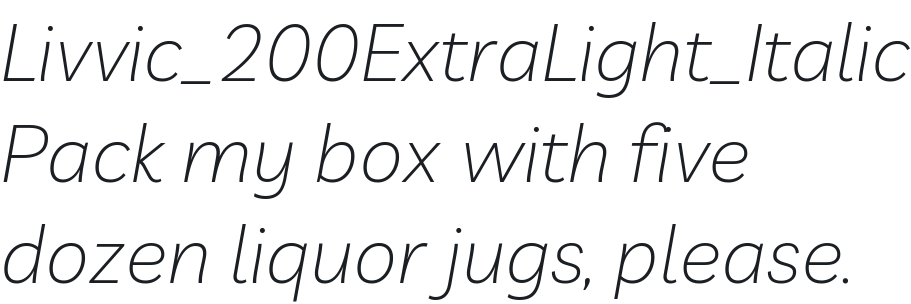 Livvic_200ExtraLight_Italic
Pack my box with five
dozen liquor jugs, please.